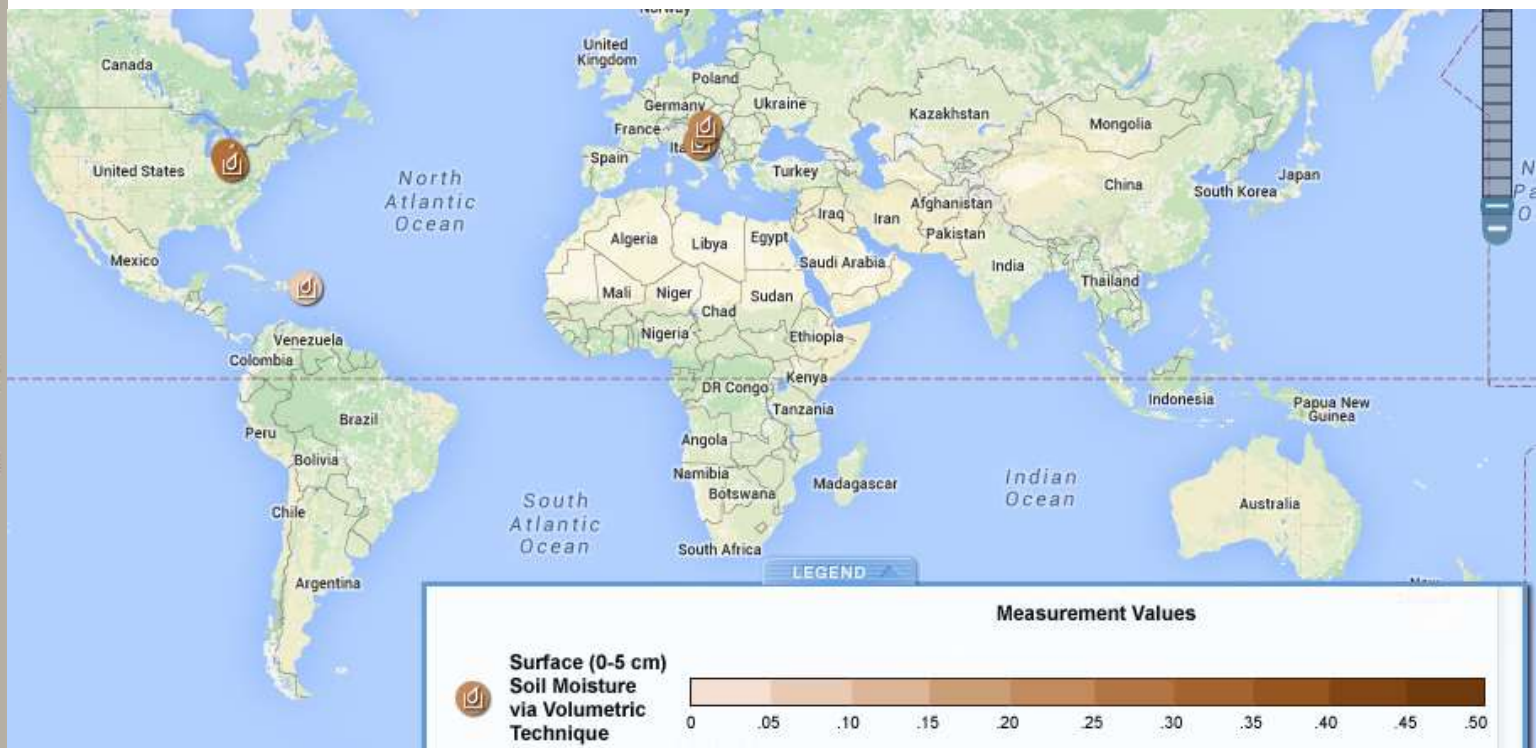 Norway
United
Kingdom
Canada
Poland
Germany
Ukraine
Kazakhstan
France
Mongolia
Spain
United States
Turkey
North
Atlantic
Ocean
China
Japan
South Korea
Afghanistan
Iraq
Iran
Pakistan
Algeria
Libya
Egypt
Mexico
Saudi Arabia
India
Thailand
Mali
Niger
Sudan
Chad
Nigeria
Ethiopia
Venezuela
Colombia
Kenya
DR Congo
Indonesia
Papua New
Guinea
Tanzania
Brazil
Peru
Angola
Bolivia
Namibia
Botswana
Madagascar
Indian
Ocean
South
Atlantic
Ocean
Australia
Chile
South Africa
Argentina
LEGEND
Measurement Values
Surface (0-5 cm)
Soil Moisture
via Volumetric
Technique
0 .05 .10 .15 .20 .25 .30 .35 .40 .45 .50